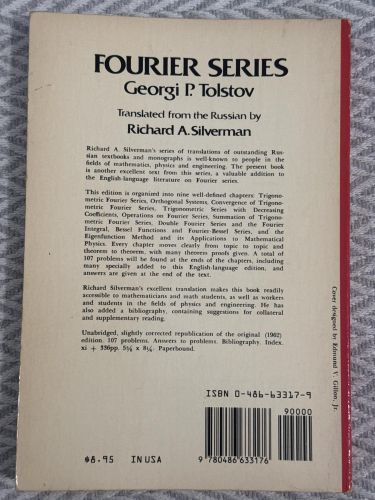 FOURIER SERIES
Georgi P. Tolstov
Translated from the Russian by
Richard A. Silverman
Richard A. Silverman's series of translations of outstanding Rus-
sian textbooks and monographs is well-known to people in the
fields of mathematics, physics and engineering. The present book
is another excellent text from this series, a valuable addition to
the English-language literature on Fourier series.
This edition is organized into nine well-defined chapters: Trigono-
metric Fourier Series, Orthogonal Systems, Convergence of Trigono-
metric Fourier Series, Trigonometric Series with Decreasing
Coefficients, Operations on Fourier Series, Summation of Trigono-
metric Fourier Series, Double Fourier Series and the Fourier
Integral, Bessel Functions and Fourier-Bessel Series, and the
Eigenfunction Method and its Applications to Mathematical
Physics. Every chapter moves clearly from topic to topic and
theorem to theorem, with many theorem proofs given. A total of
107 problems will be found at the ends of the chapters, including
many specially added to this English-language edition, and
answers are given at the end of the text.
Richard Silverman's excellent translation makes this book readily
accessible to mathematicians and math students, as well as workers
and students in the fields of physics and engineering. He has
also added a bibliography, containing suggestions for collateral
and supplementary reading.
Unabridged, slightly corrected republication of the original (1962)
edition. 107 problems. Answers to problems. Bibliography. Index.
xi + 336pp. 5⅜ x 8¼. Paperbound.
Cover designed by Edmund V. Gillon, Jr.
ISBN 0-486-63317-9
90000
9 780486 633176
$8.95 IN USA